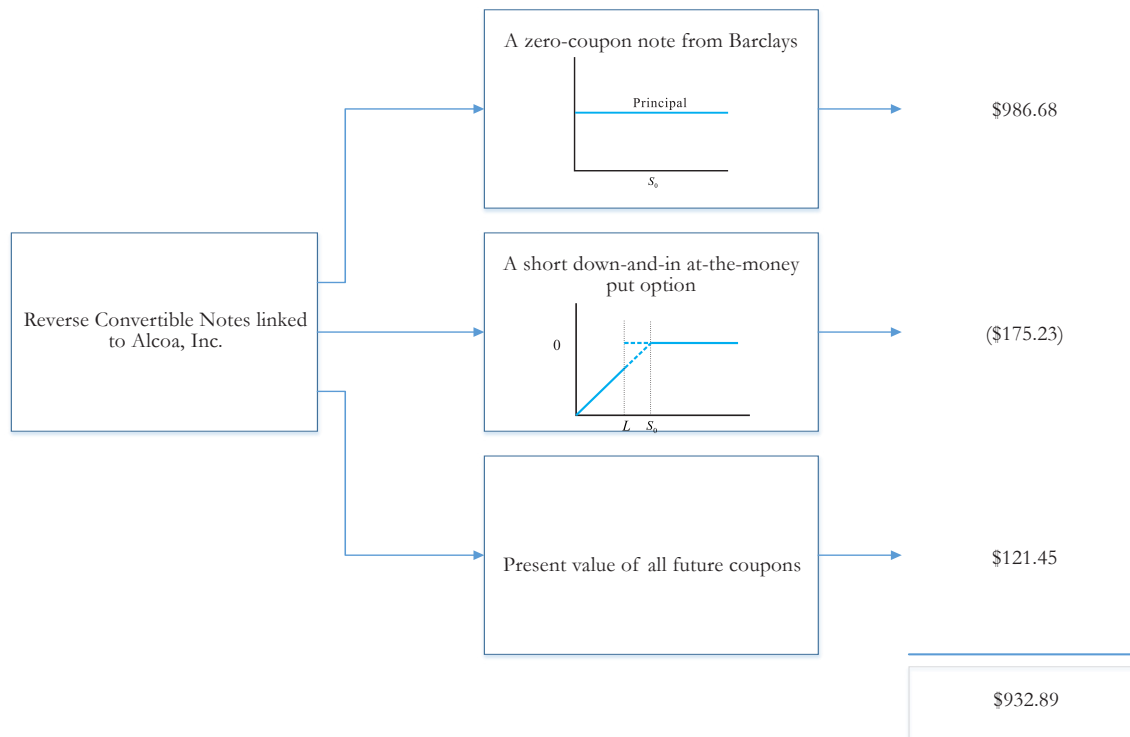 A zero-coupon note from Barclays
Principal
S₀
$986.68
Reverse Convertible Notes linked
to Alcoa, Inc.
A short down-and-in at-the-money
put option
0
L S₀
($175.23)
Present value of all future coupons
$121.45
$932.89